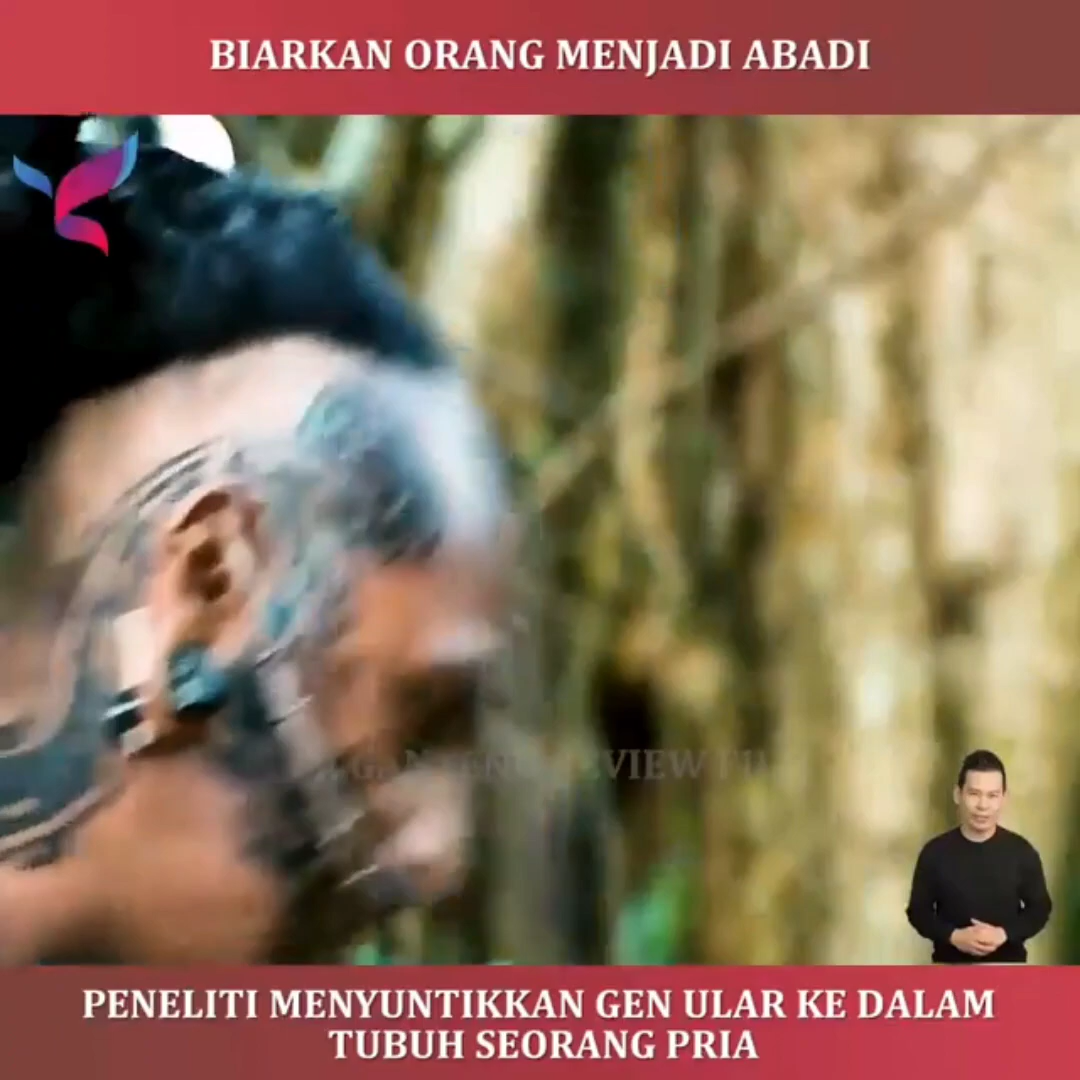 BIARKAN ORANG MENJADI ABADI
PENELITI MENYUNTIKKAN GEN ULAR KE DALAM
TUBUH SEORANG PRIA